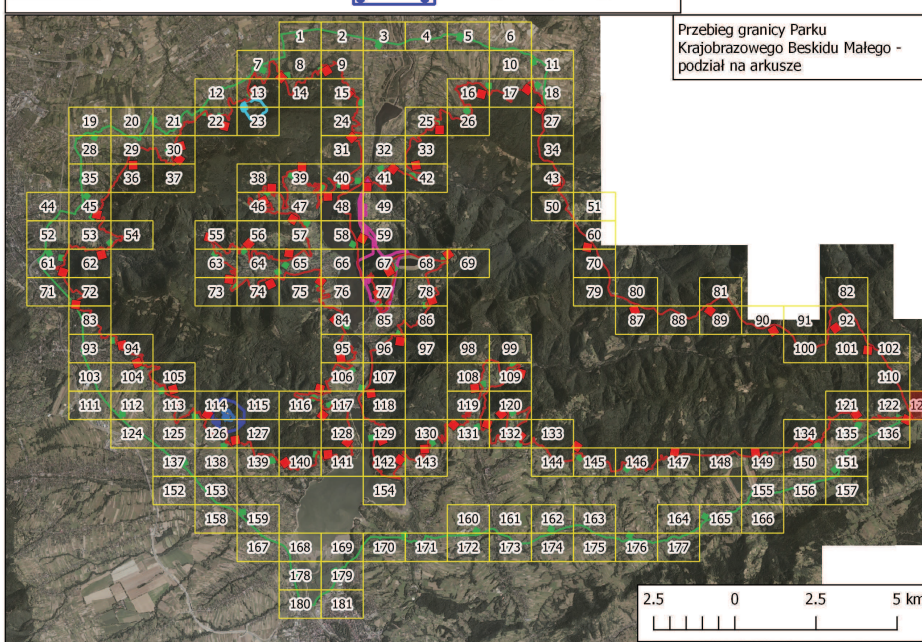 Przebieg granicy Parku
Krajobrazowego Beskidu Małego -
podział na arkusze
1 2 3 4 5 6
7 8 9 10 11
12 13 14 15 16 17 18
19 20 21 22 23 24 25 26 27
28 29 30 31 32 33 34
35 36 37 38 39 40 41 42 43
44 45 46 47 48 49 50 51
52 53 54 55 56 57 58 59 60
61 62 63 64 65 66 67 68 69 70
71 72 73 74 75 76 77 78 79 80 81 82
83 84 85 86 87 88 89 90 91 92
93 94 95 96 97 98 99 100 101 102
103 104 105 106 107 108 109 110
111 112 113 114 115 116 117 118 119 120 121 122
124 125 126 127 128 129 130 131 132 133 134 135 136
137 138 139 140 141 142 143 144 145 146 147 148 149 150 151
152 153 154 155 156 157
158 159 160 161 162 163 164 165 166
167 168 169 170 171 172 173 174 175 176 177
178 179
180 181
2.5 0 2.5 5 km